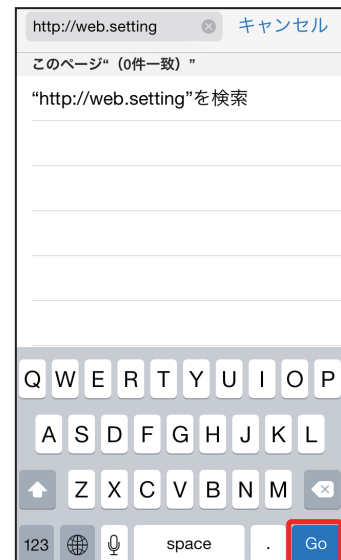 http://web.setting キャンセル
このページ“（0件一致）”
“http://web.setting”を検索
Q W E R T Y U I O P
A S D F G H J K L
Z X C V B N M
123 space . Go